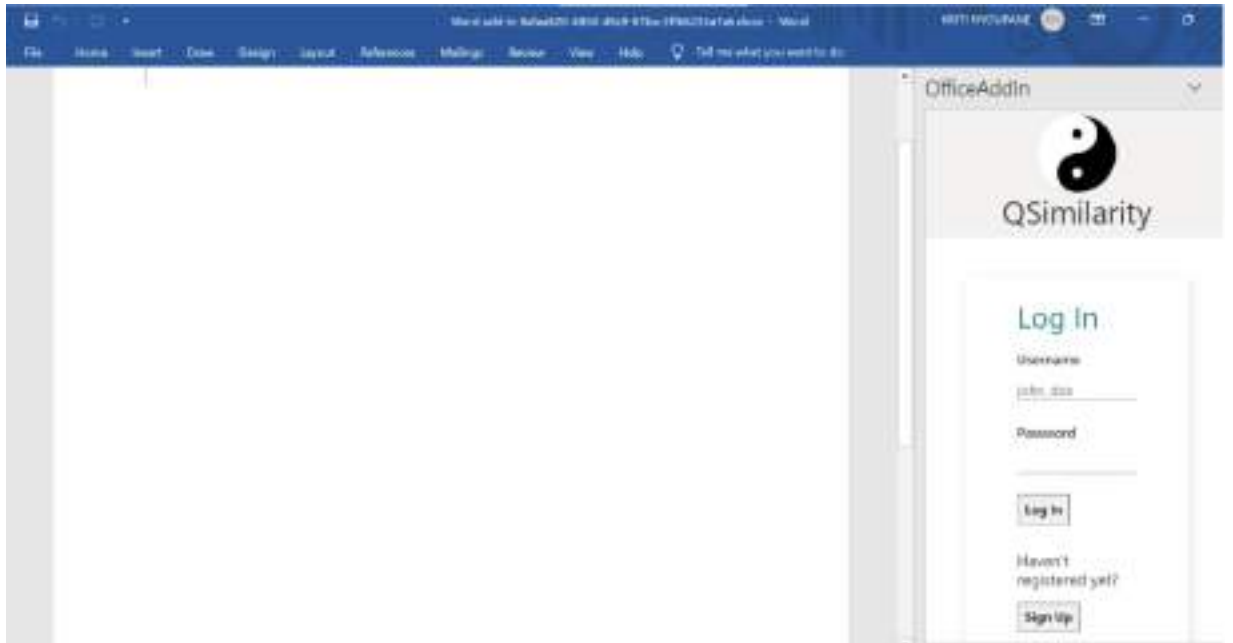 Word
File Home Insert Draw Design Layout References Mailings Review View Help Tell me what you want to do
OfficeAddin
QSimilarity
Log In
Username
john_doe
Password
Log In
Haven't
registered yet?
Sign Up